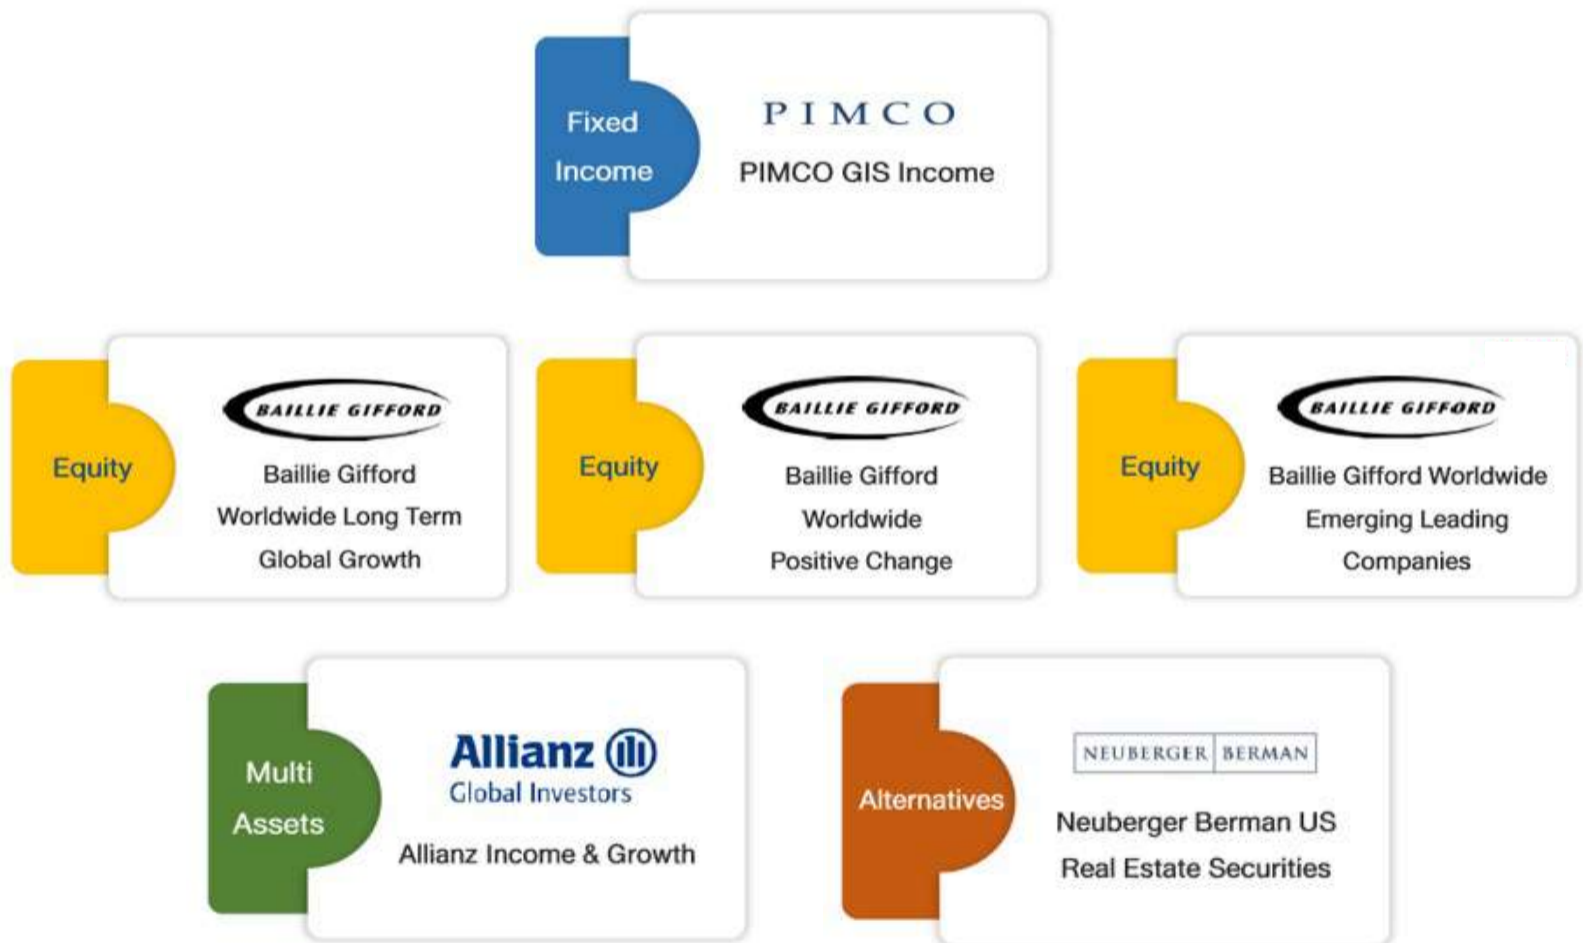 Fixed
Income
PIMCO
PIMCO GIS Income
Equity
BAILLIE GIFFORD
Baillie Gifford
Worldwide Long Term
Global Growth
Equity
BAILLIE GIFFORD
Baillie Gifford
Worldwide
Positive Change
Equity
BAILLIE GIFFORD
Baillie Gifford Worldwide
Emerging Leading
Companies
Multi
Assets
Allianz
Global Investors
Allianz Income & Growth
Alternatives
NEUBERGER BERMAN
Neuberger Berman US
Real Estate Securities